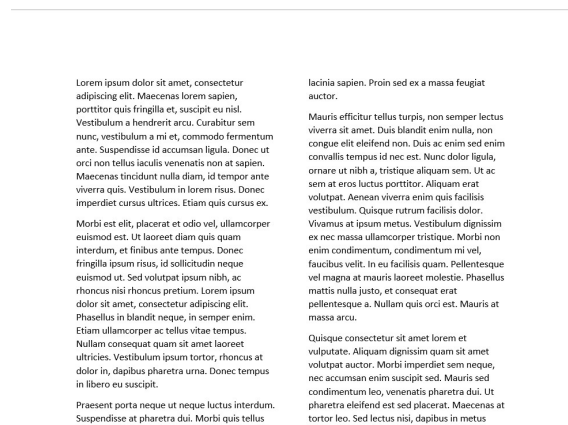 Lorem ipsum dolor sit amet, consectetur
adipiscing elit. Maecenas lorem sapien,
porttitor quis fringilla et, suscipit eu nisl.
Vestibulum a hendrerit arcu. Curabitur sem
nunc, vestibulum a mi et, commodo fermentum
ante. Suspendisse id accumsan ligula. Donec ut
orci non tellus iaculis venenatis non at sapien.
Maecenas tincidunt nulla diam, id tempor ante
viverra quis. Vestibulum in lorem risus. Donec
imperdiet cursus ultrices. Etiam quis cursus ex.
Morbi est elit, placerat et odio vel, ullamcorper
euismod est. Ut laoreet diam quis quam
interdum, et finibus ante tempus. Donec
fringilla ipsum risus, id sollicitudin neque
euismod ut. Sed volutpat ipsum nibh, ac
rhoncus nisi rhoncus pretium. Lorem ipsum
dolor sit amet, consectetur adipiscing elit.
Phasellus in blandit neque, in semper enim.
Etiam ullamcorper ac tellus vitae tempus.
Nullam consequat quam sit amet laoreet
ultricies. Vestibulum ipsum tortor, rhoncus at
dolor in, dapibus pharetra urna. Donec tempus
in libero eu suscipit.
Praesent porta neque ut neque luctus interdum.
Suspendisse at pharetra dui. Morbi quis tellus
lacinia sapien. Proin sed ex a massa feugiat
auctor.
Mauris efficitur tellus turpis, non semper lectus
viverra sit amet. Duis blandit enim nulla, non
congue elit eleifend non. Duis ac enim sed enim
convallis tempus id nec est. Nunc dolor ligula,
ornare ut nibh a, tristique aliquam sem. Ut ac
sem at eros luctus porttitor. Aliquam erat
volutpat. Aenean viverra enim quis facilisis
vestibulum. Quisque rutrum facilisis dolor.
Vivamus at ipsum metus. Vestibulum dignissim
ex nec massa ullamcorper tristique. Morbi non
enim condimentum, condimentum mi vel,
faucibus velit. In eu facilisis quam. Pellentesque
vel magna at mauris laoreet molestie. Phasellus
mattis nulla justo, et consequat erat
pellentesque a. Nullam quis orci est. Mauris at
massa arcu.
Quisque consectetur sit amet lorem et
vulputate. Aliquam dignissim quam sit amet
volutpat auctor. Morbi imperdiet sem neque,
nec accumsan enim suscipit sed. Mauris sed
condimentum leo, venenatis pharetra dui. Ut
pharetra eleifend est sed placerat. Maecenas at
tortor leo. Sed lectus nisi, dapibus in metus